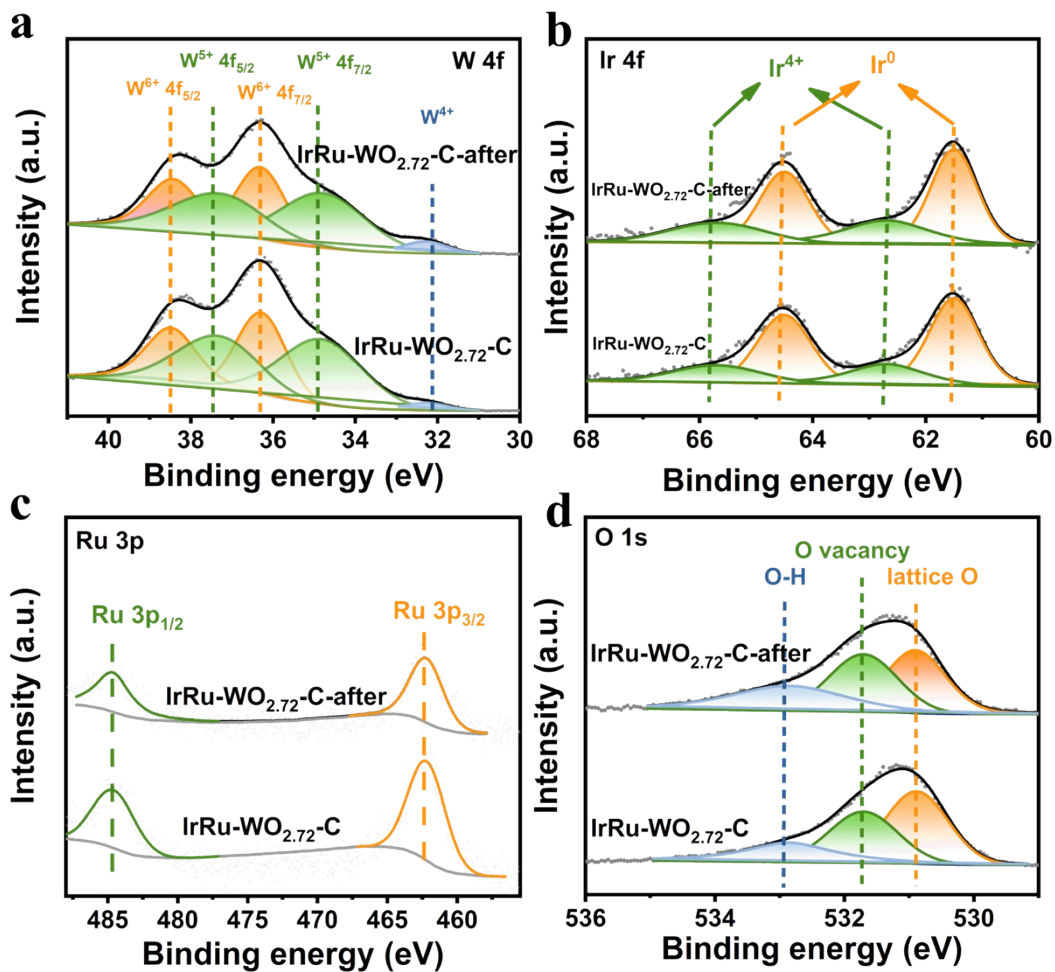 a
W 4f
W⁵⁺ 4f₅/₂
W⁵⁺ 4f₇/₂
W⁶⁺ 4f₅/₂
W⁶⁺ 4f₇/₂
W⁴⁺
IrRu-WO₂.₇₂-C-after
IrRu-WO₂.₇₂-C
Intensity (a.u.)
40 38 36 34 32 30
Binding energy (eV)
b
Ir 4f
Ir⁴⁺
Ir⁰
IrRu-WO₂.₇₂-C-after
IrRu-WO₂.₇₂-C
Intensity (a.u.)
68 66 64 62 60
Binding energy (eV)
c
Ru 3p
Ru 3p₁/₂
Ru 3p₃/₂
IrRu-WO₂.₇₂-C-after
IrRu-WO₂.₇₂-C
Intensity (a.u.)
485 480 475 470 465 460
Binding energy (eV)
d
O 1s
O vacancy
O-H
lattice O
IrRu-WO₂.₇₂-C-after
IrRu-WO₂.₇₂-C
Intensity (a.u.)
536 534 532 530
Binding energy (eV)